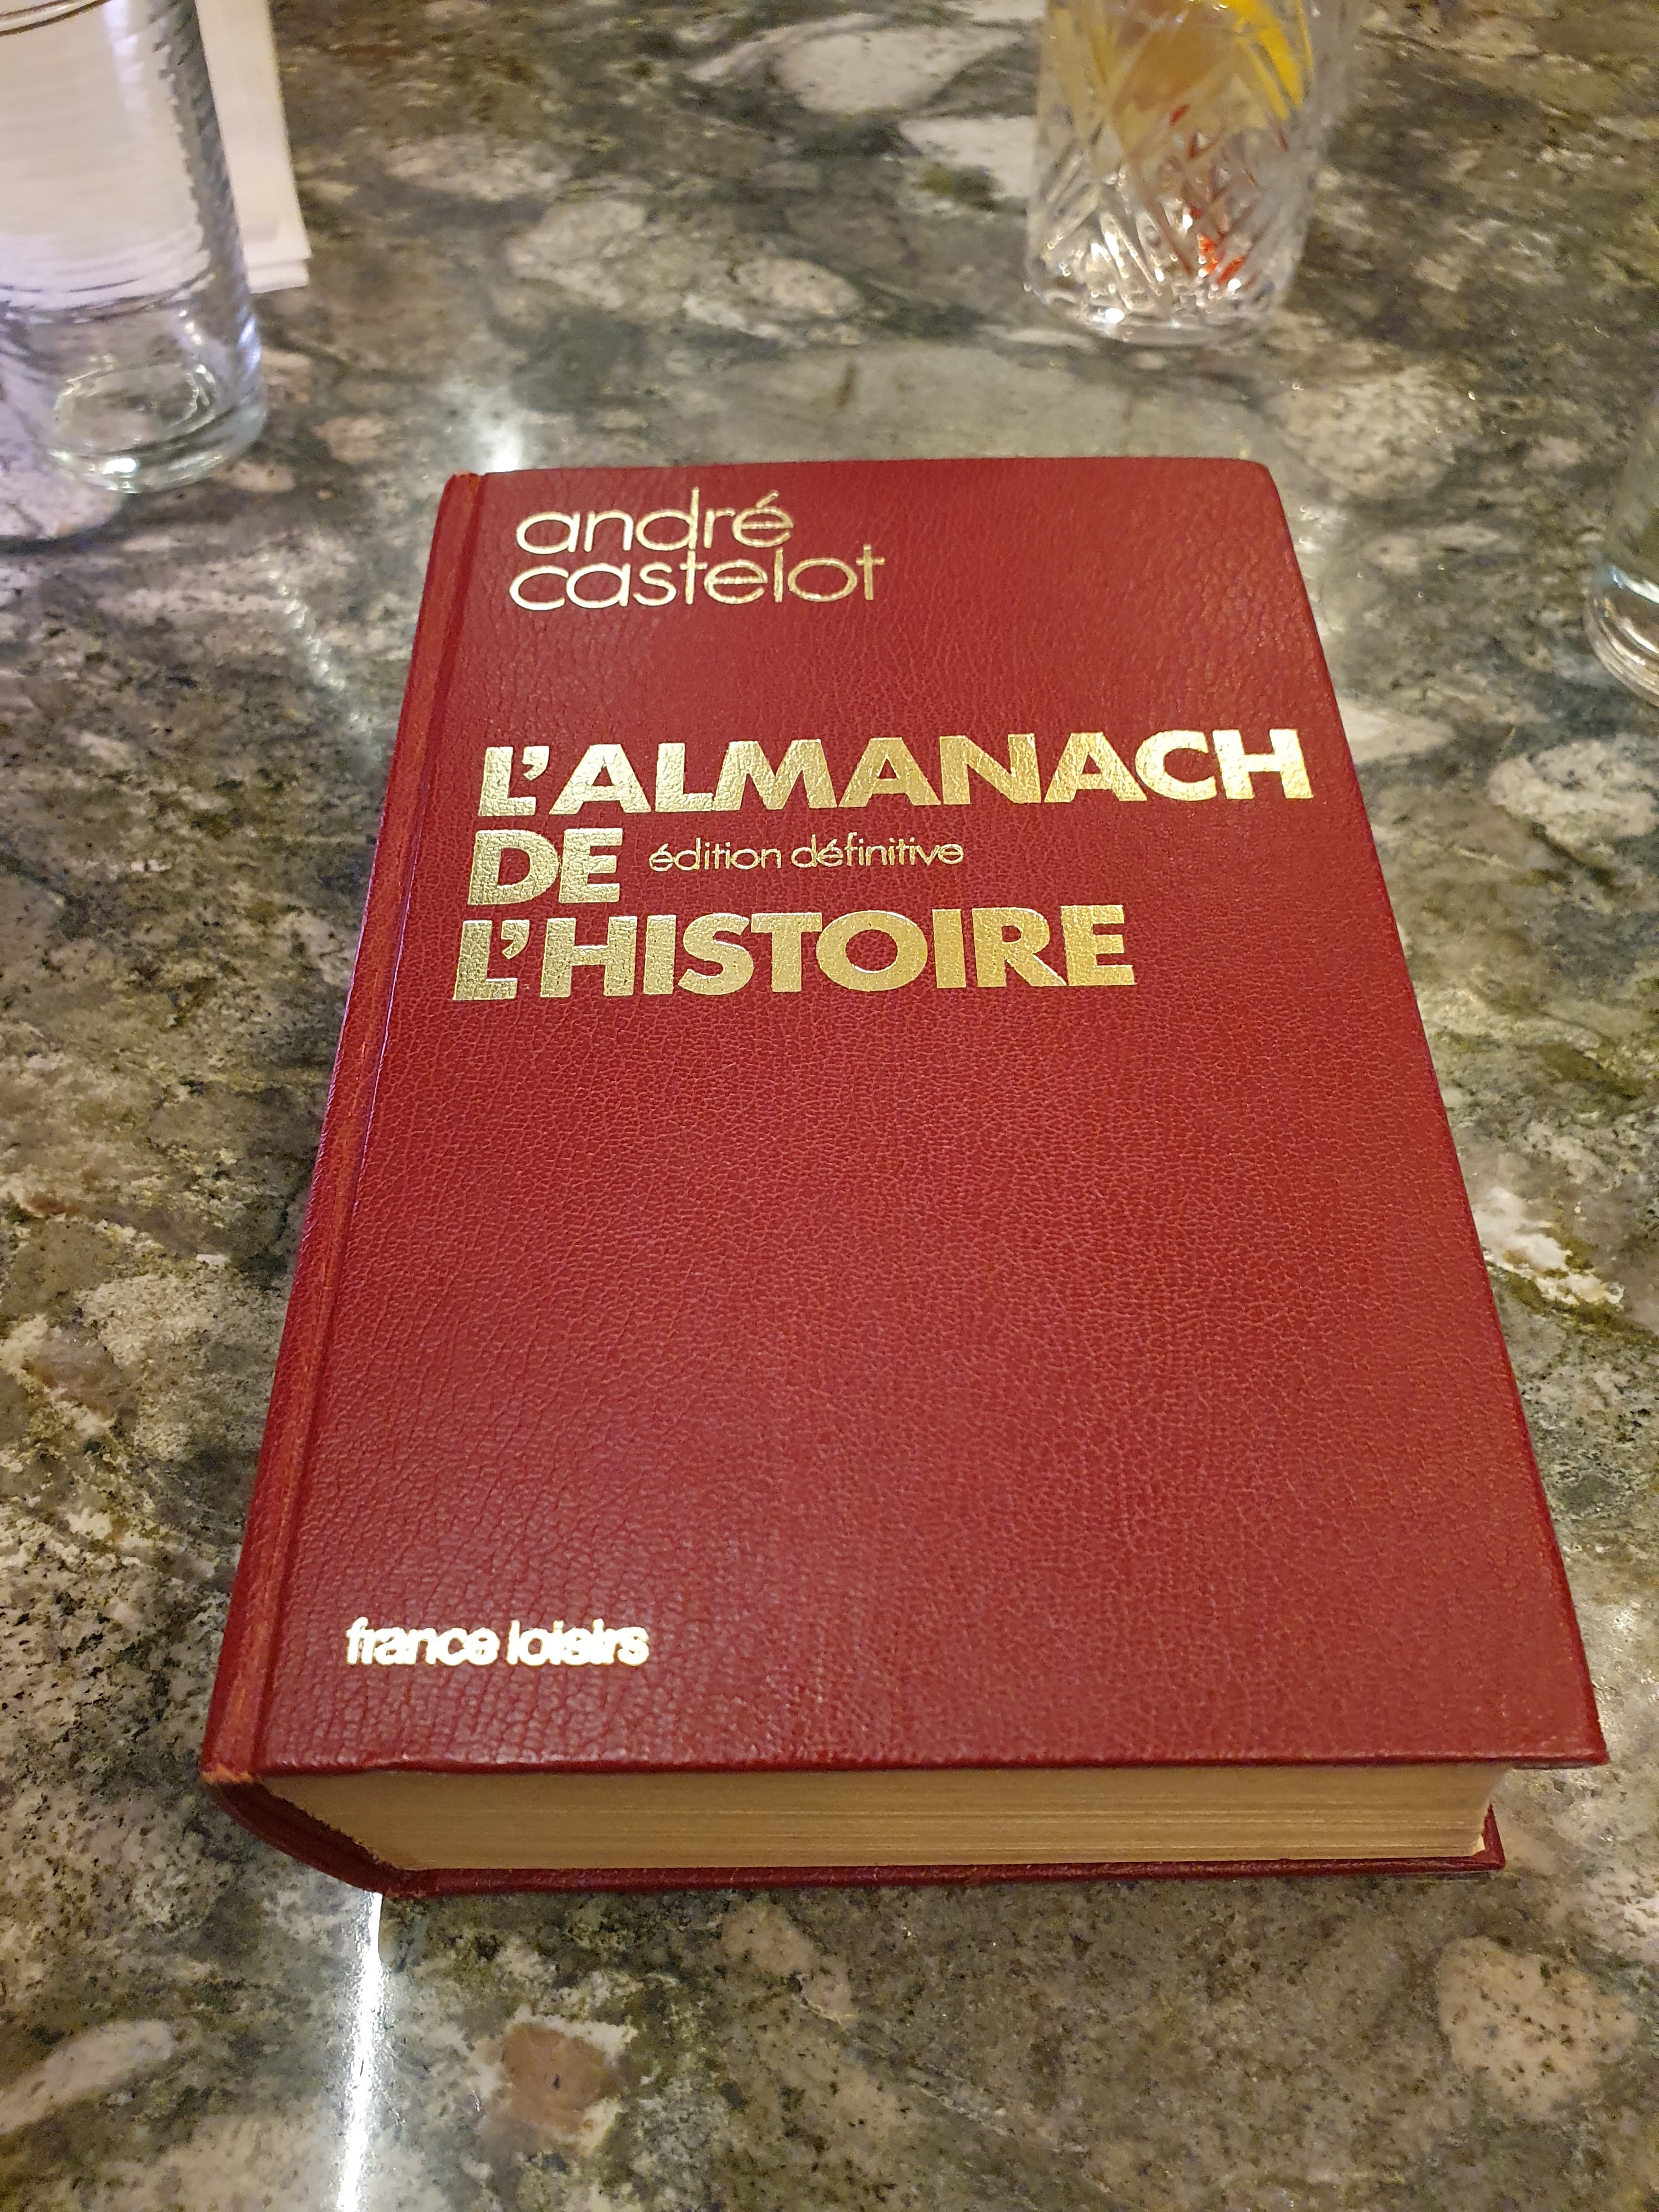 andré
castelot
L'ALMANACH
DE édition définitive
L'HISTOIRE
france loisirs